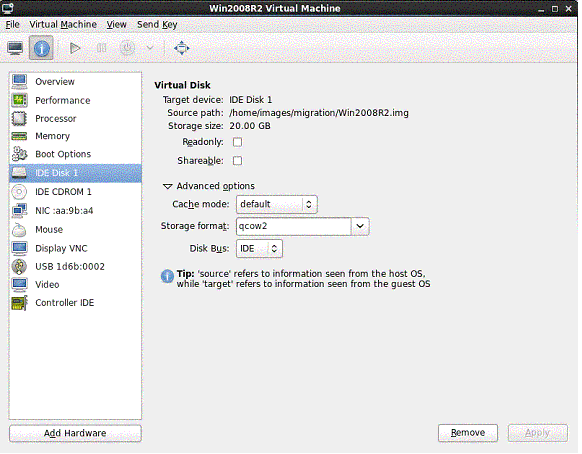 Win2008R2 Virtual Machine
File Virtual Machine View Send Key
Overview
Performance
Processor
Memory
Boot Options
IDE Disk 1
IDE CDROM 1
NIC :aa:9b:a4
Mouse
Display VNC
USB 1d6b:0002
Video
Controller IDE
Add Hardware
Virtual Disk
Target device: IDE Disk 1
Source path: /home/images/migration/Win2008R2.img
Storage size: 20.00 GB
Readonly:
Shareable:
Advanced options
Cache mode: default
Storage format: qcow2
Disk Bus: IDE
Tip: 'source' refers to information seen from the host OS,
while 'target' refers to information seen from the guest OS
Remove Apply